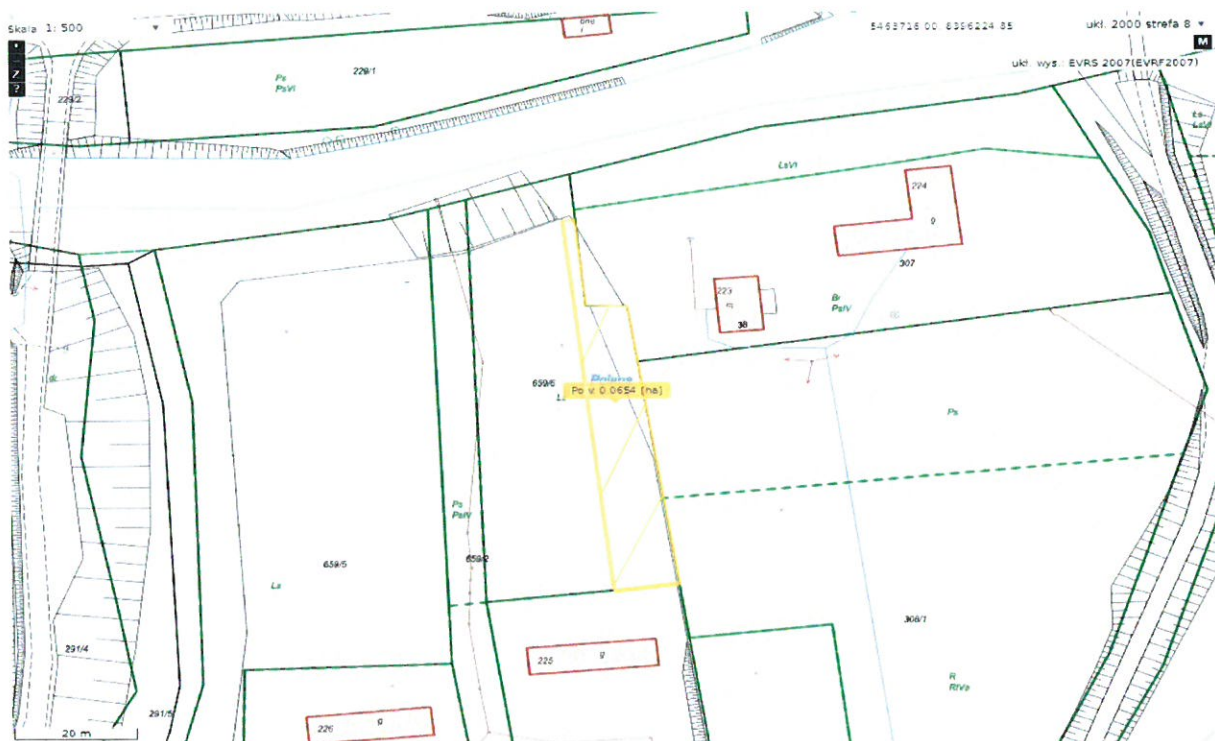 Skala 1: 500
5463716.00, 8396224.85
ukł. 2000 strefa 8
M
Z
?
ukł. wys.: EVRS 2007(EVRF2007)
Ps
PsVI
229/1
229/2
LsVI
224
g
307
223
38
Br
PsIV
659/6
Po w 0.0654 [ha]
Ps
Ps
PsIV
659/5
659/2
Ls
308/1
291/4
225
g
R
RIVa
291/5
226
g
20 m